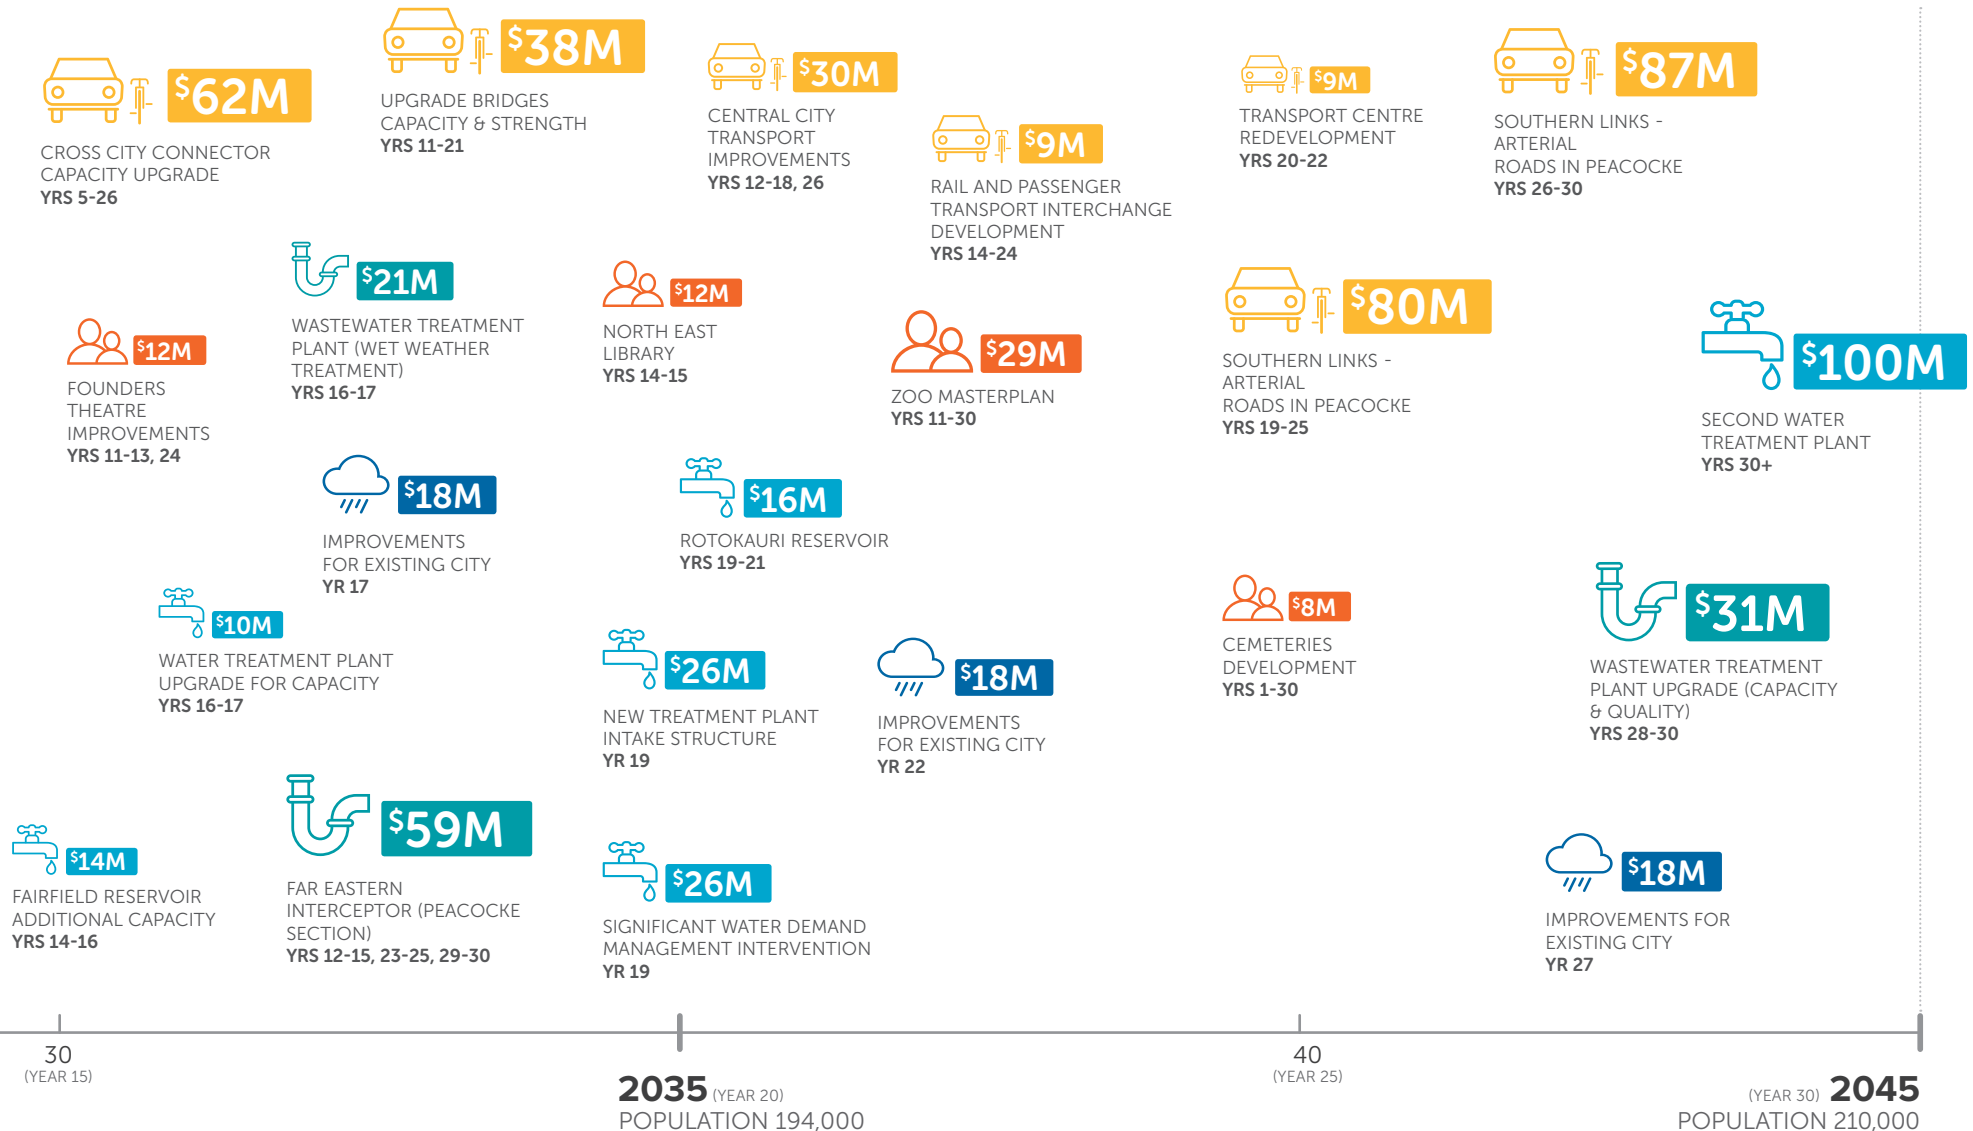 $62M
CROSS CITY CONNECTOR
CAPACITY UPGRADE
YRS 5-26
$38M
UPGRADE BRIDGES
CAPACITY & STRENGTH
YRS 11-21
$30M
CENTRAL CITY
TRANSPORT
IMPROVEMENTS
YRS 12-18, 26
$9M
RAIL AND PASSENGER
TRANSPORT INTERCHANGE
DEVELOPMENT
YRS 14-24
$9M
TRANSPORT CENTRE
REDEVELOPMENT
YRS 20-22
$87M
SOUTHERN LINKS -
ARTERIAL
ROADS IN PEACOCKE
YRS 26-30
$12M
FOUNDERS
THEATRE
IMPROVEMENTS
YRS 11-13, 24
$21M
WASTEWATER TREATMENT
PLANT (WET WEATHER
TREATMENT)
YRS 16-17
$12M
NORTH EAST
LIBRARY
YRS 14-15
$29M
ZOO MASTERPLAN
YRS 11-30
$80M
SOUTHERN LINKS -
ARTERIAL
ROADS IN PEACOCKE
YRS 19-25
$100M
SECOND WATER
TREATMENT PLANT
YRS 30+
$18M
IMPROVEMENTS
FOR EXISTING CITY
YR 17
$16M
ROTOKAURI RESERVOIR
YRS 19-21
$10M
WATER TREATMENT PLANT
UPGRADE FOR CAPACITY
YRS 16-17
$26M
NEW TREATMENT PLANT
INTAKE STRUCTURE
YR 19
$18M
IMPROVEMENTS
FOR EXISTING CITY
YR 22
$8M
CEMETERIES
DEVELOPMENT
YRS 1-30
$31M
WASTEWATER TREATMENT
PLANT UPGRADE (CAPACITY
& QUALITY)
YRS 28-30
$14M
FAIRFIELD RESERVOIR
ADDITIONAL CAPACITY
YRS 14-16
$59M
FAR EASTERN
INTERCEPTOR (PEACOCKE
SECTION)
YRS 12-15, 23-25, 29-30
$26M
SIGNIFICANT WATER DEMAND
MANAGEMENT INTERVENTION
YR 19
$18M
IMPROVEMENTS FOR
EXISTING CITY
YR 27
30
(YEAR 15)
2035 (YEAR 20)
POPULATION 194,000
40
(YEAR 25)
(YEAR 30) 2045
POPULATION 210,000